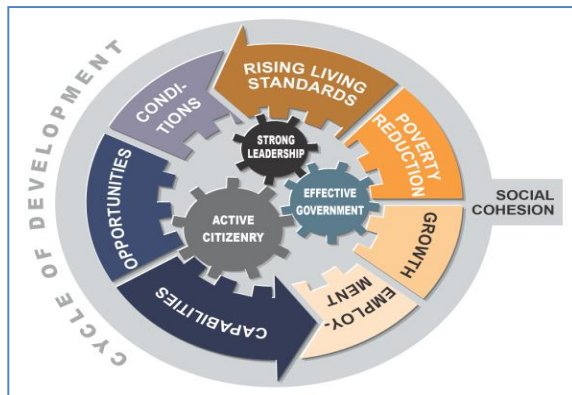 CYCLE OF DEVELOPMENT
RISING LIVING
STANDARDS
POVERTY
REDUCTION
GROWTH
EMPLOY-
MENT
CAPABILITIES
OPPORTUNITIES
CONDI-
TIONS
STRONG
LEADERSHIP
EFFECTIVE
GOVERNMENT
ACTIVE
CITIZENRY
SOCIAL
COHESION